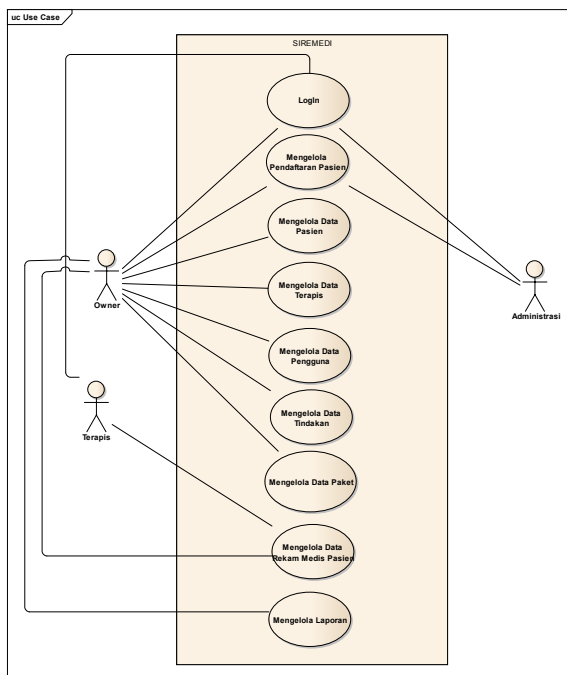 uc Use Case
SIREMEDI
LogIn
Mengelola
Pendaftaran Pasien
Mengelola Data
Pasien
Mengelola Data
Terapis
Mengelola Data
Pengguna
Mengelola Data
Tindakan
Mengelola Data Paket
Mengelola Data
Rekam Medis Pasien
Mengelola Laporan
Owner
Terapis
Administrasi